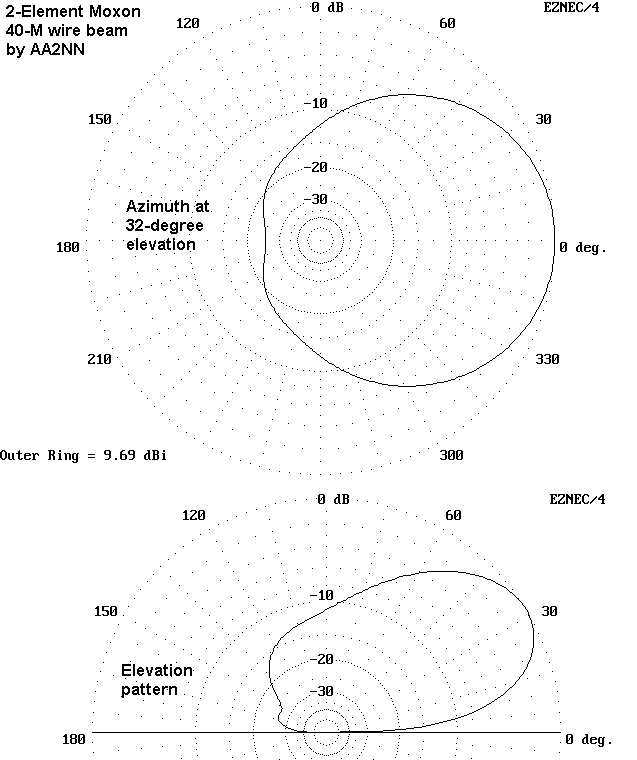 2-Element Moxon
40-M wire beam
by AA2NN
0 dB
EZNEC/4
120
60
-10
150
30
-20
-30
Azimuth at
32-degree
elevation
180
0 deg.
210
330
Outer Ring = 9.69 dBi
300
0 dB
EZNEC/4
120
60
-10
150
30
-20
Elevation
pattern
-30
180
0 deg.